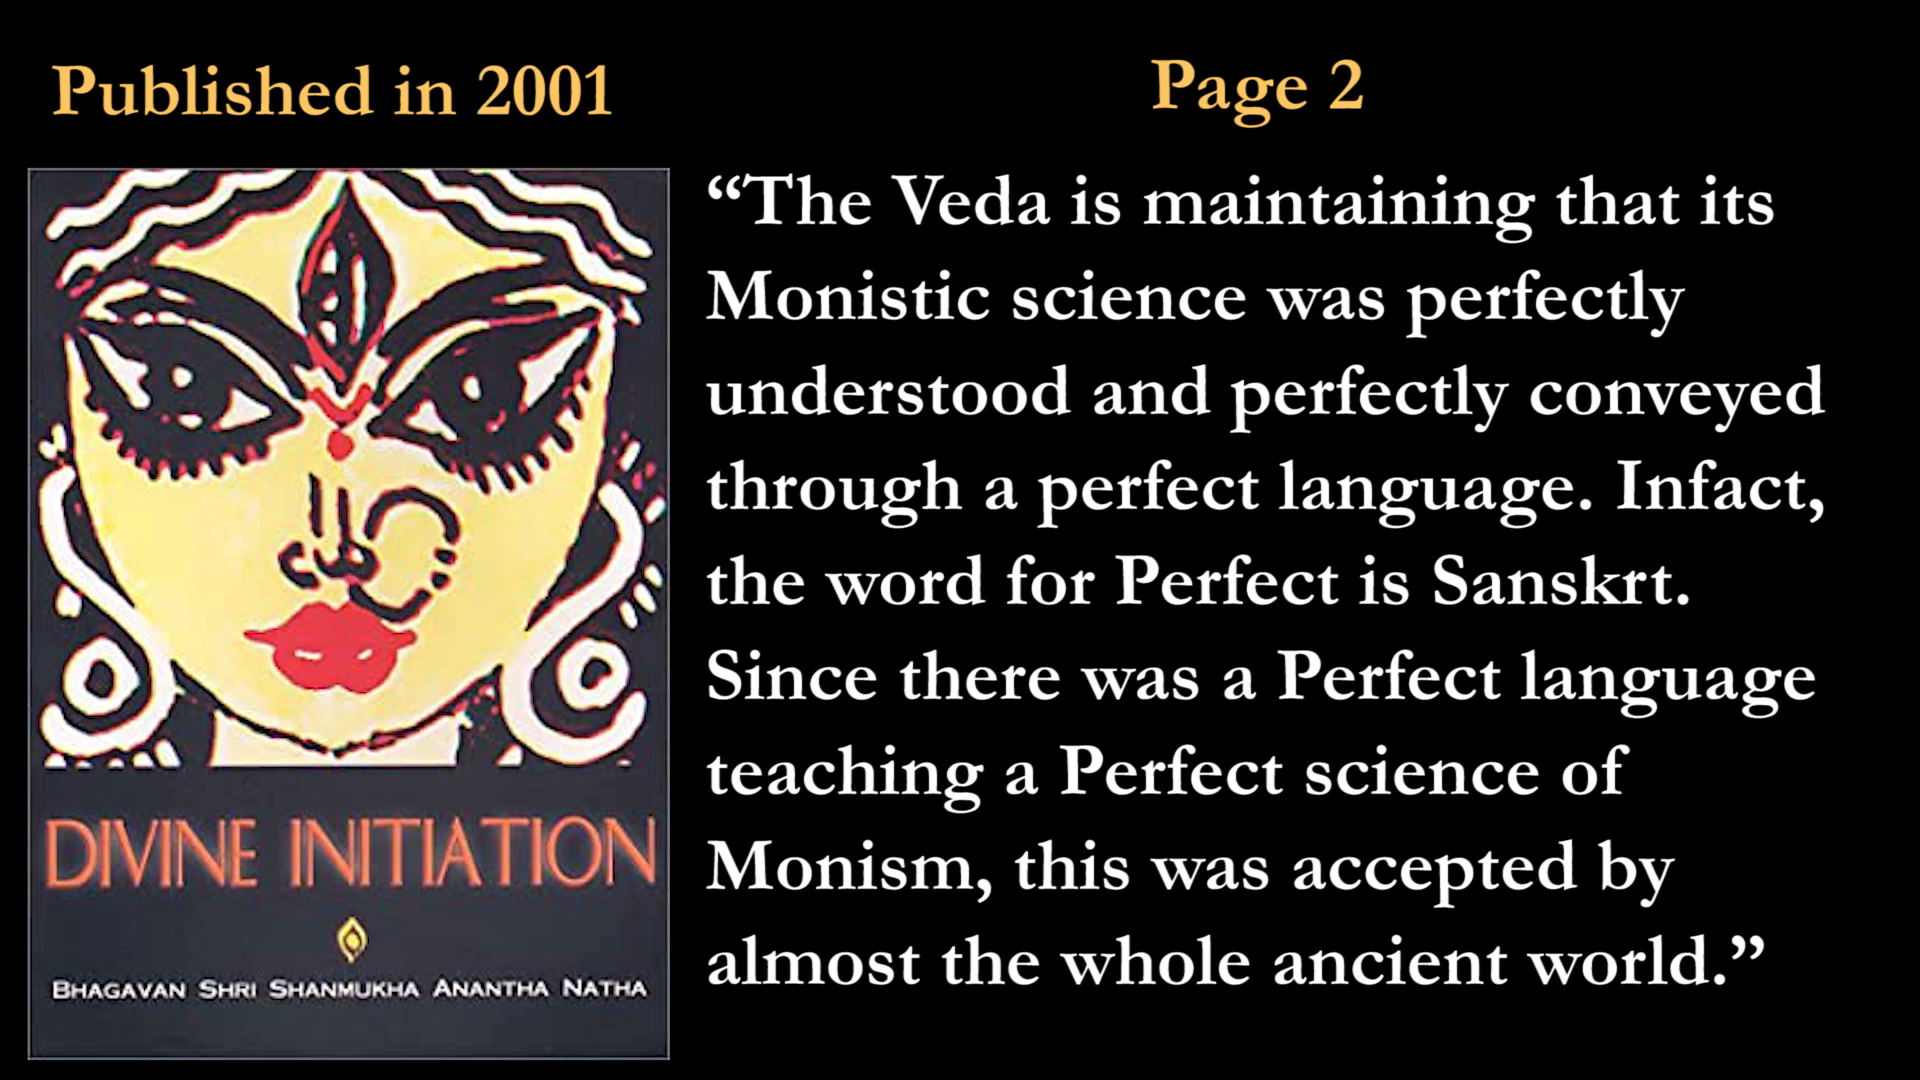 Published in 2001
DIVINE INITIATION
BHAGAVAN SHRI SHANMUKHA ANANTHA NATHA
Page 2
“The Veda is maintaining that its
Monistic science was perfectly
understood and perfectly conveyed
through a perfect language. Infact,
the word for Perfect is Sanskrt.
Since there was a Perfect language
teaching a Perfect science of
Monism, this was accepted by
almost the whole ancient world.”